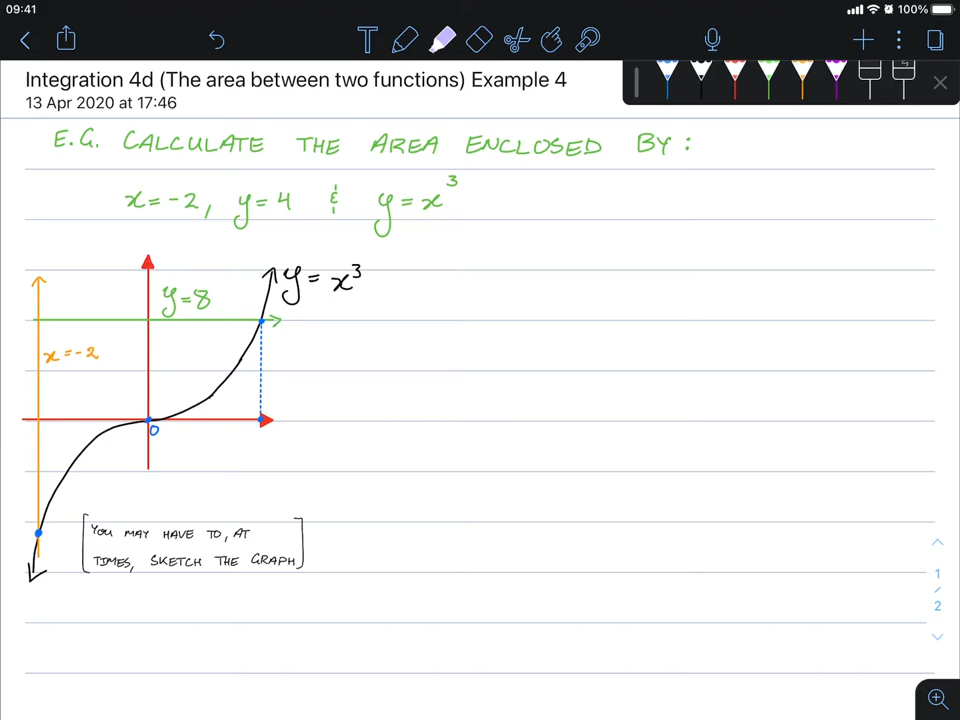 09:41
100%
Integration 4d (The area between two functions) Example 4
13 Apr 2020 at 17:46
E.G. CALCULATE THE AREA ENCLOSED BY:
x=-2, y=4 & y=x³
y=x³
y=8
x=-2
0
[YOU MAY HAVE TO, AT
TIMES, SKETCH THE GRAPH]
1
/
2